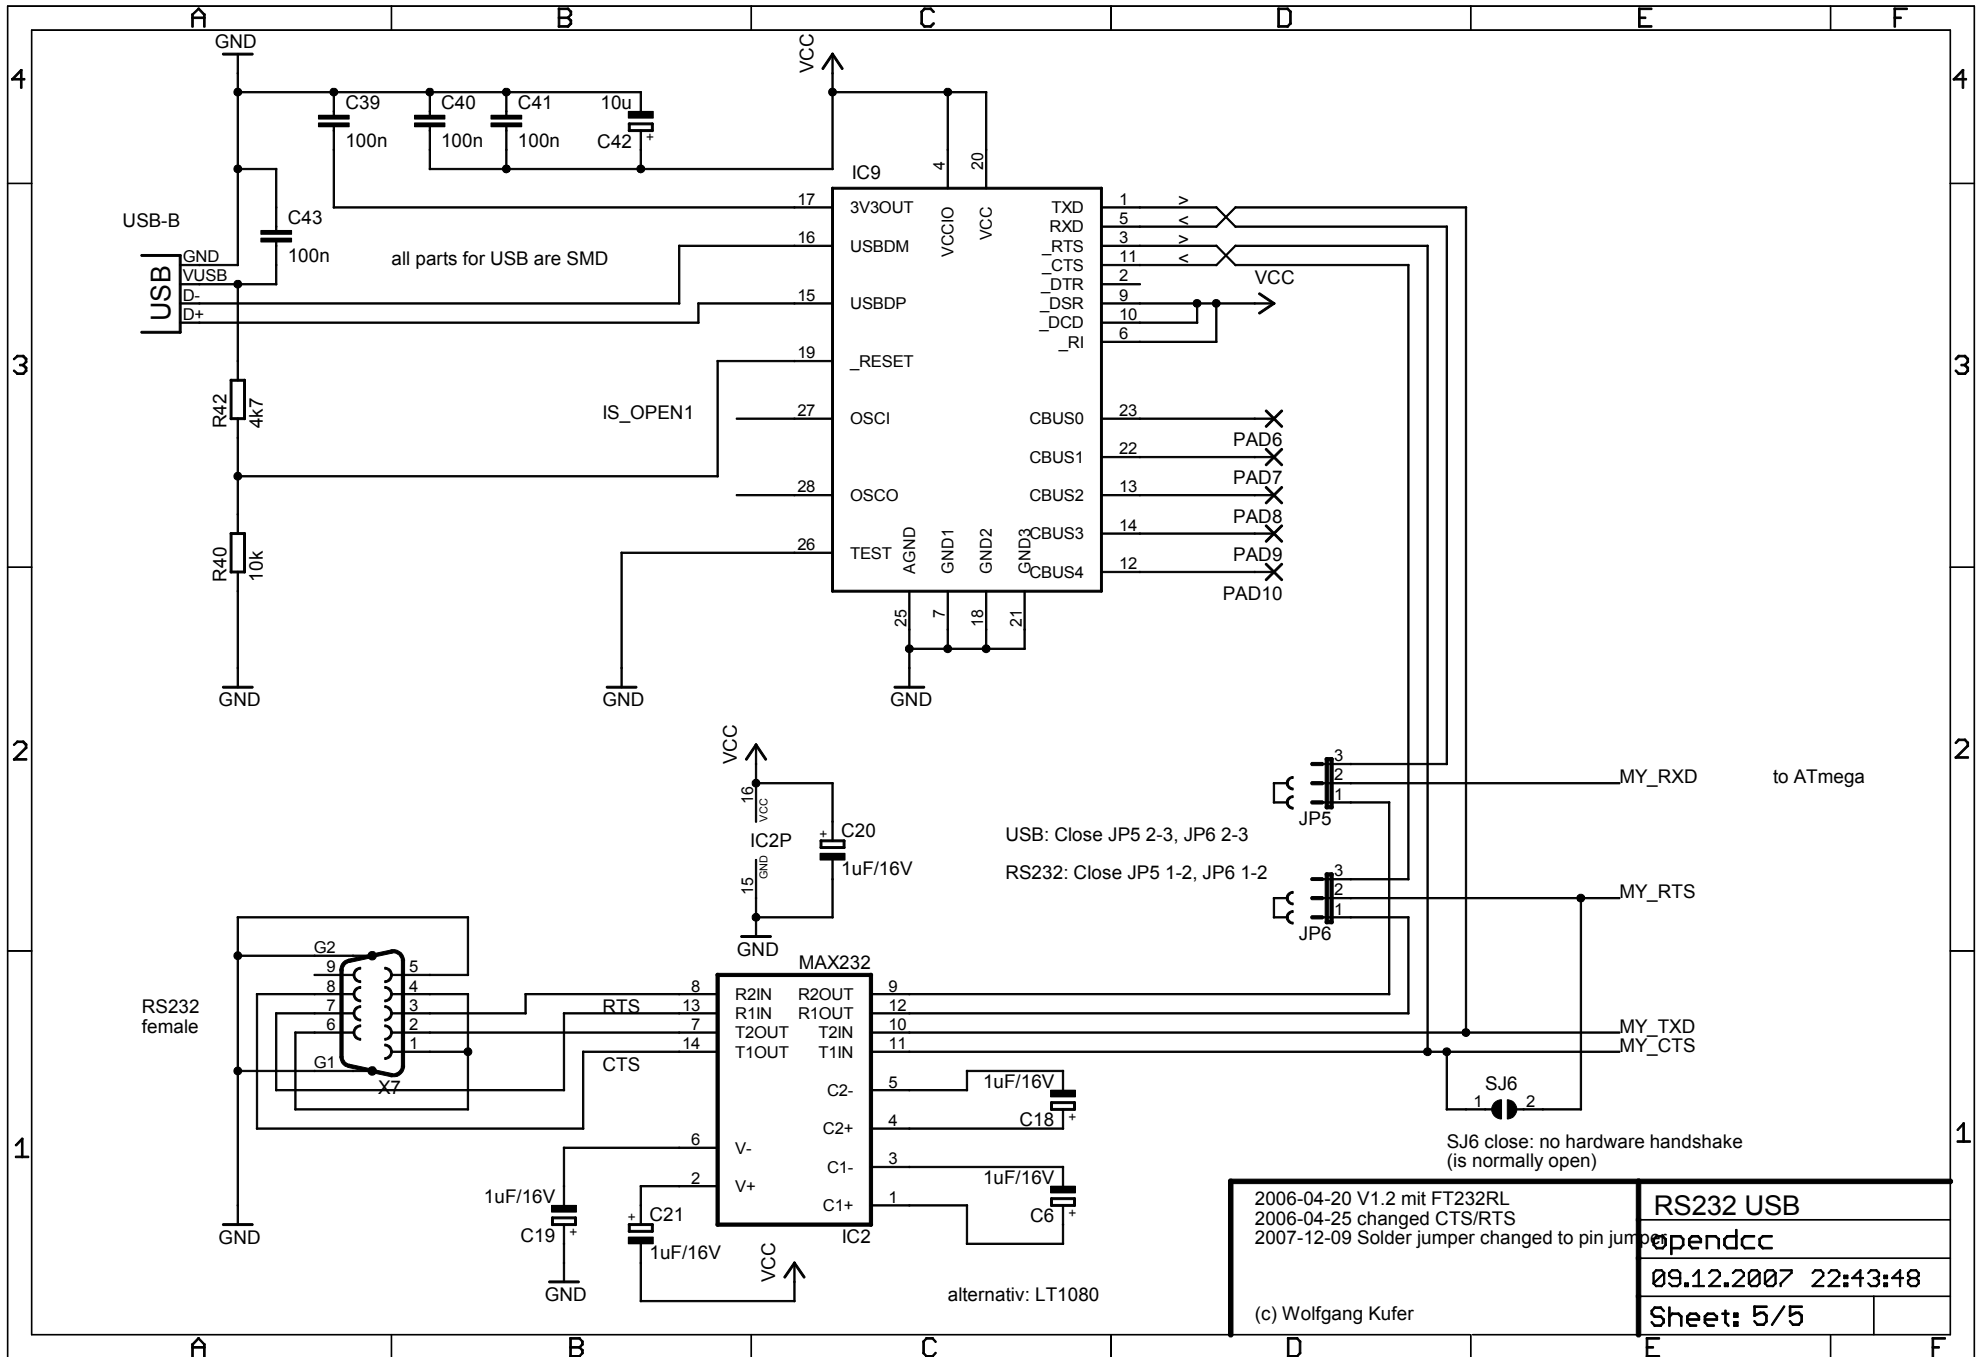 A B C D E F
4 4
GND
VCC
C39
100n
C40
100n
C41
100n
10u
C42
+
4
20
IC9
USB-B
C43
100n
all parts for USB are SMD
USB
GND
VUSB
D-
D+
17 3V3OUT
16 USBDM
15 USBDP
19 _RESET
27 OSCI
28 OSCO
26 TEST
VCCIO
VCC
TXD 1 >
RXD 5 <
_RTS 3 >
_CTS 11 <
_DTR 2
_DSR 9
_DCD 10
_RI 6
VCC
3 3
R42
4k7
IS_OPEN1
CBUS0 23
PAD6
CBUS1 22
PAD7
CBUS2 13
PAD8
CBUS3 14
PAD9
CBUS4 12
PAD10
AGND
GND1
GND2
GND3
25
7
18
21
R40
10k
GND
GND
GND
2 2
VCC
16
VCC
IC2P
15
GND
C20
+
1uF/16V
GND
USB: Close JP5 2-3, JP6 2-3
RS232: Close JP5 1-2, JP6 1-2
3
2
1
JP5
MY_RXD
to ATmega
3
2
1
JP6
MY_RTS
MAX232
RS232
female
G2
9
8
7
6
G1
5
4
3
2
1
X7
RTS
CTS
8 R2IN R2OUT 9
13 R1IN R1OUT 12
7 T2OUT T2IN 10
14 T1OUT T1IN 11
C2- 5
C2+ 4
6 V-
C1- 3
2 V+
C1+ 1
IC2
1uF/16V
C18
+
1uF/16V
C6
+
MY_TXD
MY_CTS
SJ6
1 2
SJ6 close: no hardware handshake
(is normally open)
1 1
1uF/16V
C19
+
GND
C21
+
1uF/16V
VCC
GND
alternativ: LT1080
2006-04-20 V1.2 mit FT232RL
2006-04-25 changed CTS/RTS
2007-12-09 Solder jumper changed to pin jumper
(c) Wolfgang Kufer
RS232 USB
opendcc
09.12.2007 22:43:48
Sheet: 5/5
A B C D E F